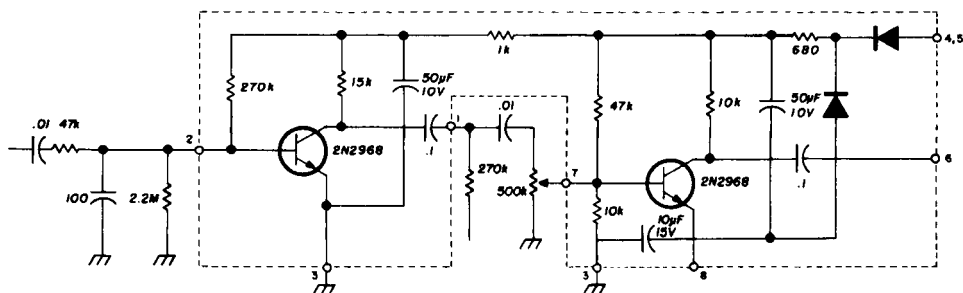 270k
15k
50μF
10V
1k
47k
10k
50μF
10V
680
4,5
.01 47k
2
2N2968
.1
1
.01
270k
500k
7
2N2968
.1
6
100
2.2M
10k
10μF
15V
3
3
8